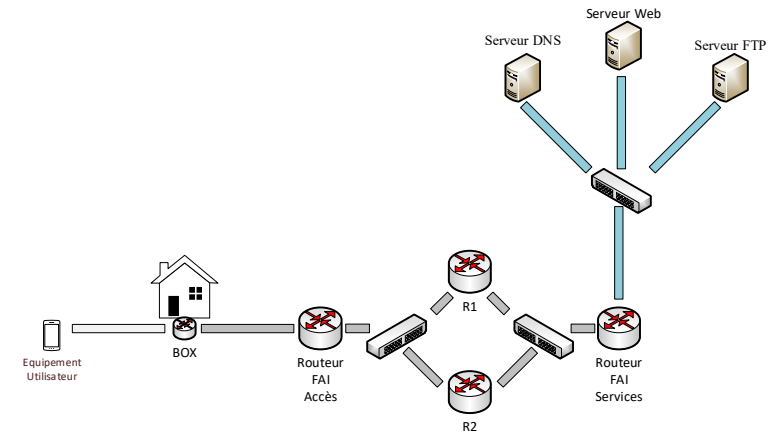 Serveur Web
Serveur DNS
Serveur FTP
R1
BOX
Equipement
Utilisateur
Routeur
FAI
Accès
Routeur
FAI
Services
R2